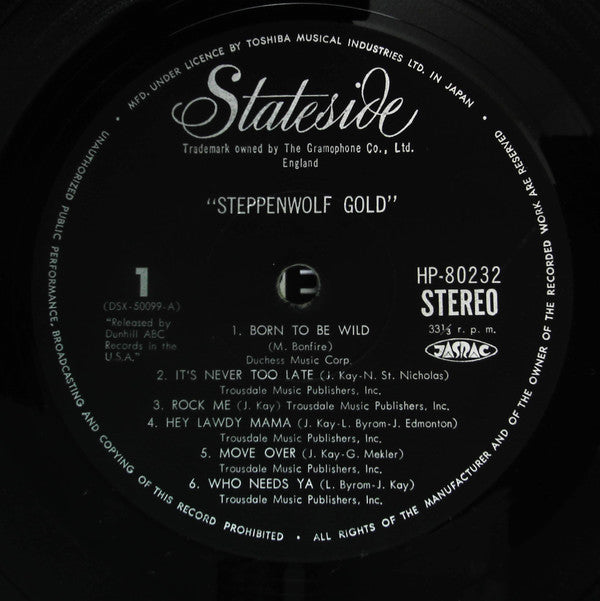 • MFD. UNDER LICENCE BY TOSHIBA MUSICAL INDUSTRIES LTD. IN JAPAN •
Stateside
Trademark owned by The Gramophone Co., Ltd.
England
"STEPPENWOLF GOLD"
1
(DSX-50099-A)
"Released by
Dunhill ABC
Records in the
U.S.A."
HP-80232
STEREO
33⅓ r. p. m.
JASRAC
1. BORN TO BE WILD
(M. Bonfire)
Duchess Music Corp.
2. IT'S NEVER TOO LATE (J. Kay-N. St. Nicholas)
Trousdale Music Publishers, Inc.
3. ROCK ME (J. Kay) Trousdale Music Publishers, Inc.
4. HEY LAWDY MAMA (J. Kay-L. Byrom-J. Edmonton)
Trousdale Music Publishers, Inc.
5. MOVE OVER (J. Kay-G. Mekler)
Trousdale Music Publishers, Inc.
6. WHO NEEDS YA (L. Byrom-J. Kay)
Trousdale Music Publishers, Inc.
UNAUTHORIZED PUBLIC PERFORMANCE, BROADCASTING AND COPYING OF THIS RECORD PROHIBITED • ALL RIGHTS OF THE MANUFACTURER AND OF THE OWNER OF THE RECORDED WORK ARE RESERVED